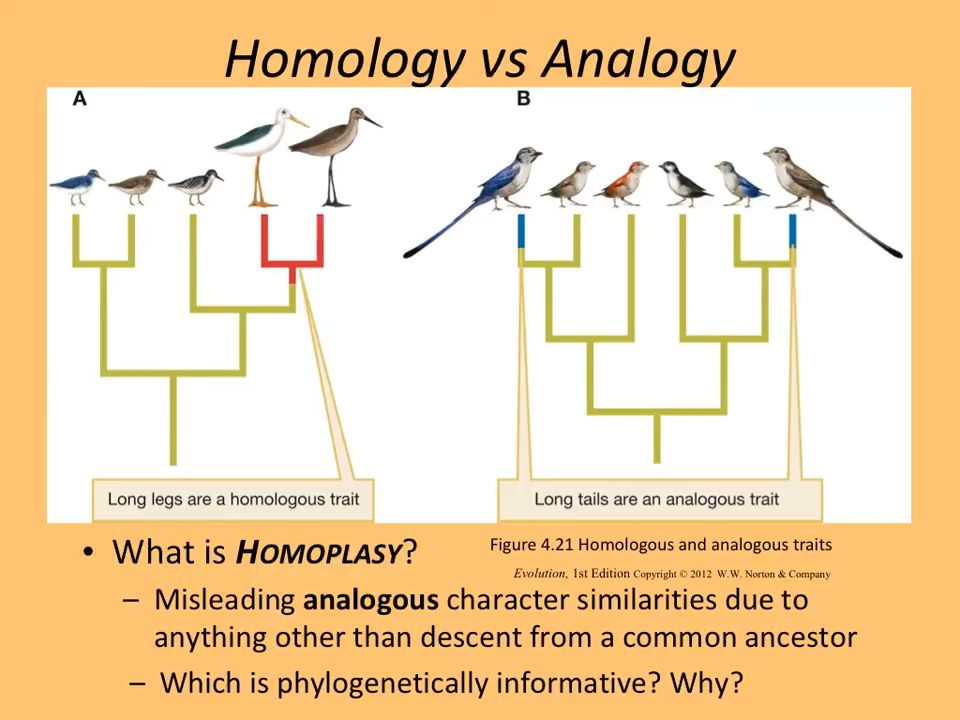 Homology vs Analogy
A
B
Long legs are a homologous trait
Long tails are an analogous trait
• What is HOMOPLASY?
Figure 4.21 Homologous and analogous traits
Evolution, 1st Edition Copyright © 2012 W.W. Norton & Company
– Misleading analogous character similarities due to
anything other than descent from a common ancestor
– Which is phylogenetically informative? Why?